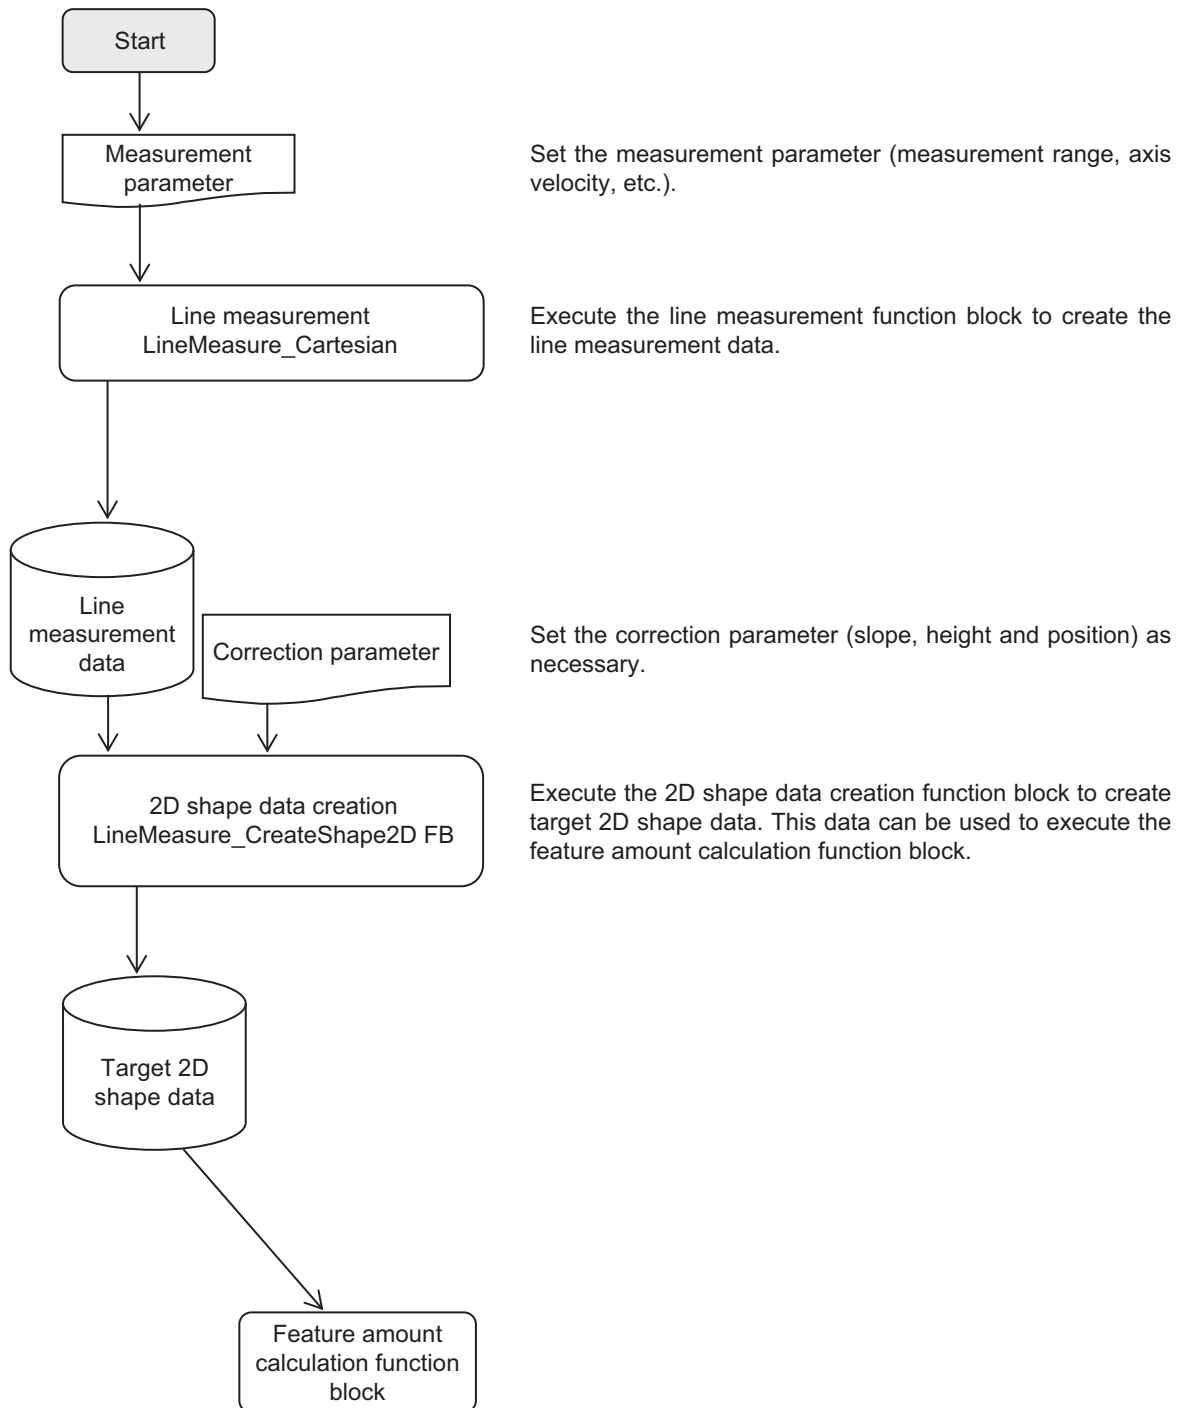 Start
Measurement
parameter
Set the measurement parameter (measurement range, axis
velocity, etc.).
Line measurement
LineMeasure_Cartesian
Execute the line measurement function block to create the
line measurement data.
Line
measurement
data
Correction parameter
Set the correction parameter (slope, height and position) as
necessary.
2D shape data creation
LineMeasure_CreateShape2D FB
Execute the 2D shape data creation function block to create
target 2D shape data. This data can be used to execute the
feature amount calculation function block.
Target 2D
shape data
Feature amount
calculation function
block